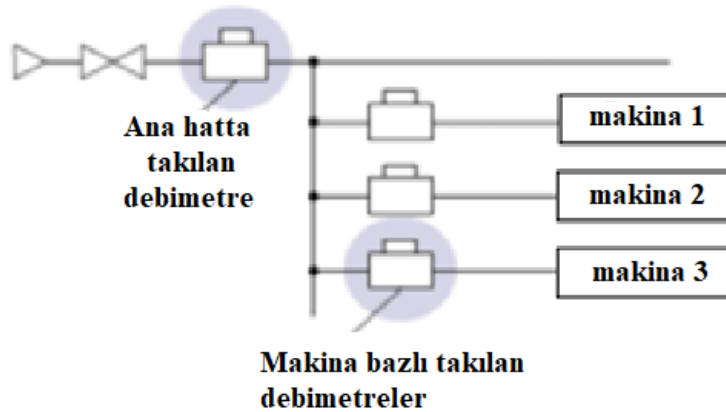 Ana hatta
takılan
debimetre
makina 1
makina 2
makina 3
Makina bazlı takılan
debimetreler